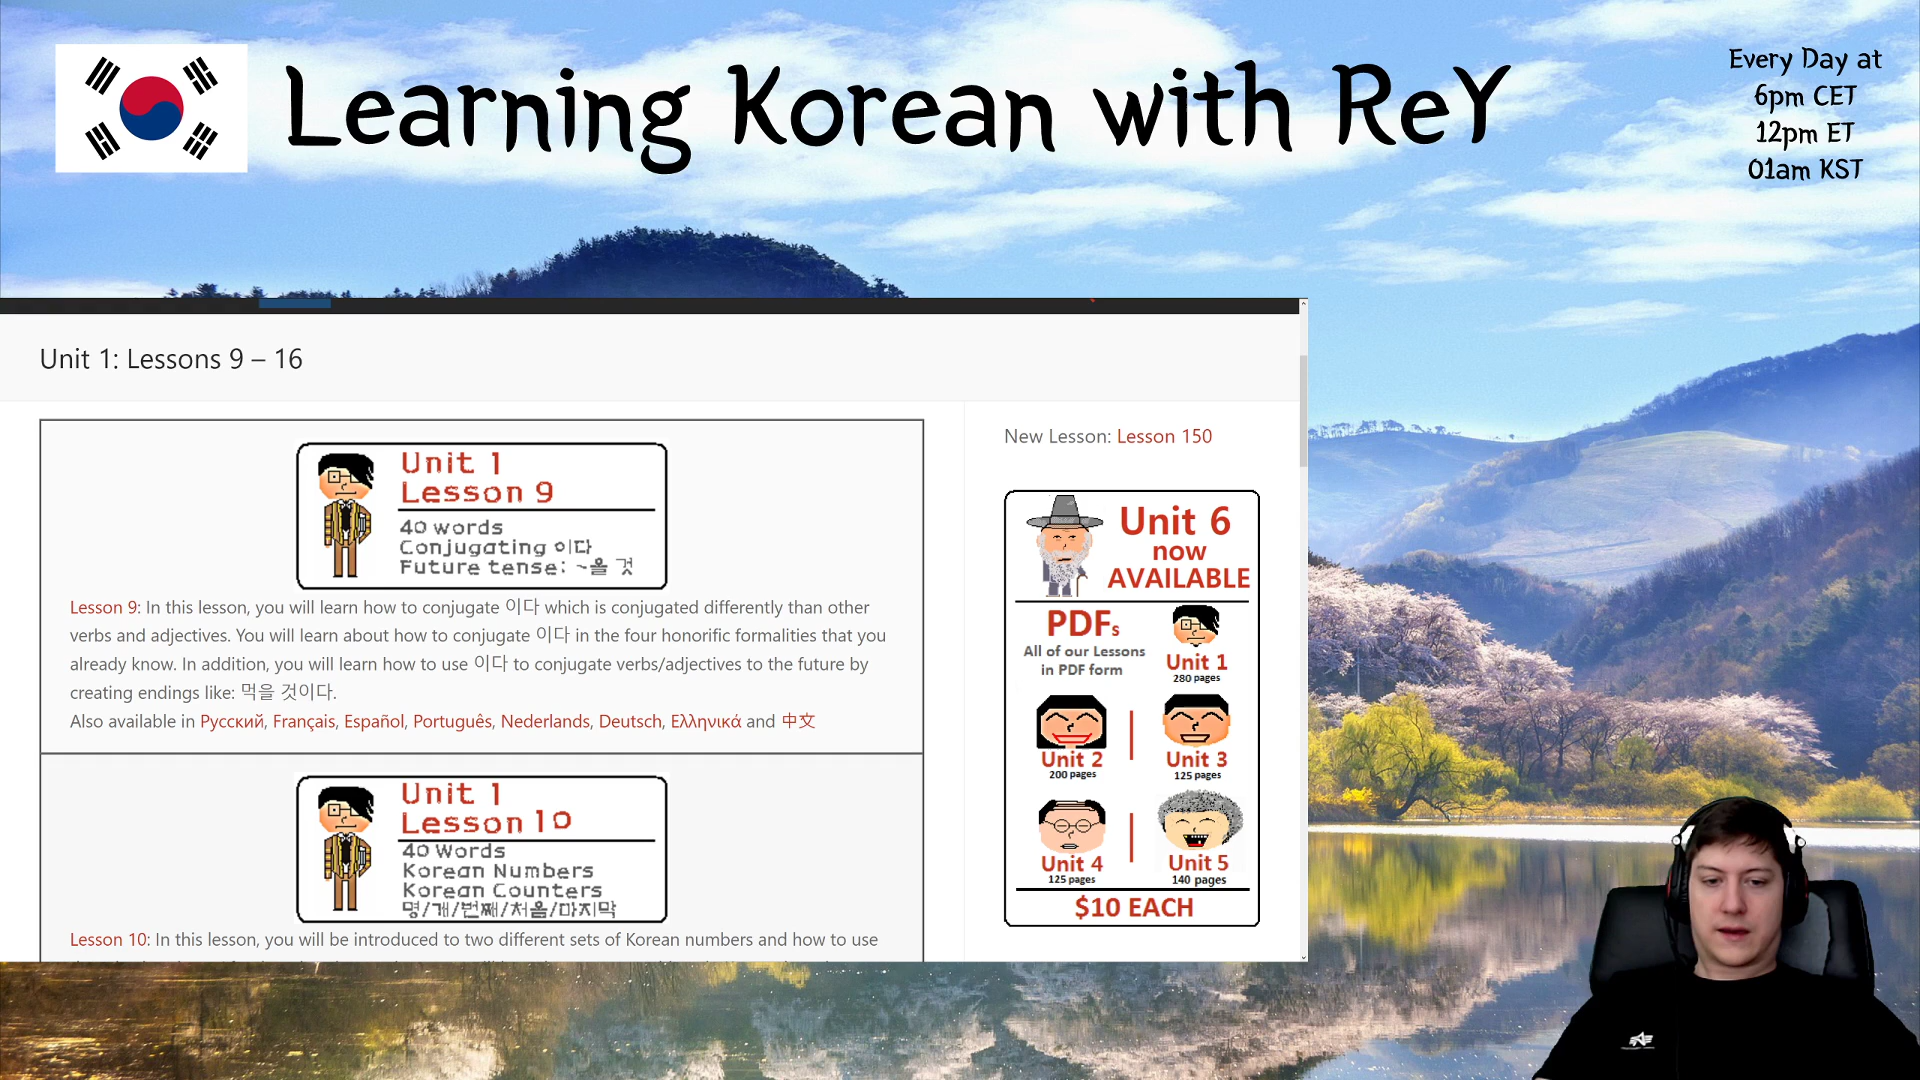 Learning Korean with ReY
Every Day at
6pm CET
12pm ET
01am KST
Unit 1: Lessons 9 – 16
Unit 1
Lesson 9
40 words
Conjugating 이다
Future tense: ~을 것
Lesson 9: In this lesson, you will learn how to conjugate 이다 which is conjugated differently than other
verbs and adjectives. You will learn about how to conjugate 이다 in the four honorific formalities that you
already know. In addition, you will learn how to use 이다 to conjugate verbs/adjectives to the future by
creating endings like: 먹을 것이다.
Also available in Русский, Français, Español, Português, Nederlands, Deutsch, Ελληνικά and 中文
Unit 1
Lesson 10
40 Words
Korean Numbers
Korean Counters
명/개/번째/처음/마지막
Lesson 10: In this lesson, you will be introduced to two different sets of Korean numbers and how to use
New Lesson: Lesson 150
Unit 6
now
AVAILABLE
PDFs
All of our Lessons
in PDF form
Unit 1
280 pages
Unit 2
200 pages
Unit 3
125 pages
Unit 4
125 pages
Unit 5
140 pages
$10 EACH